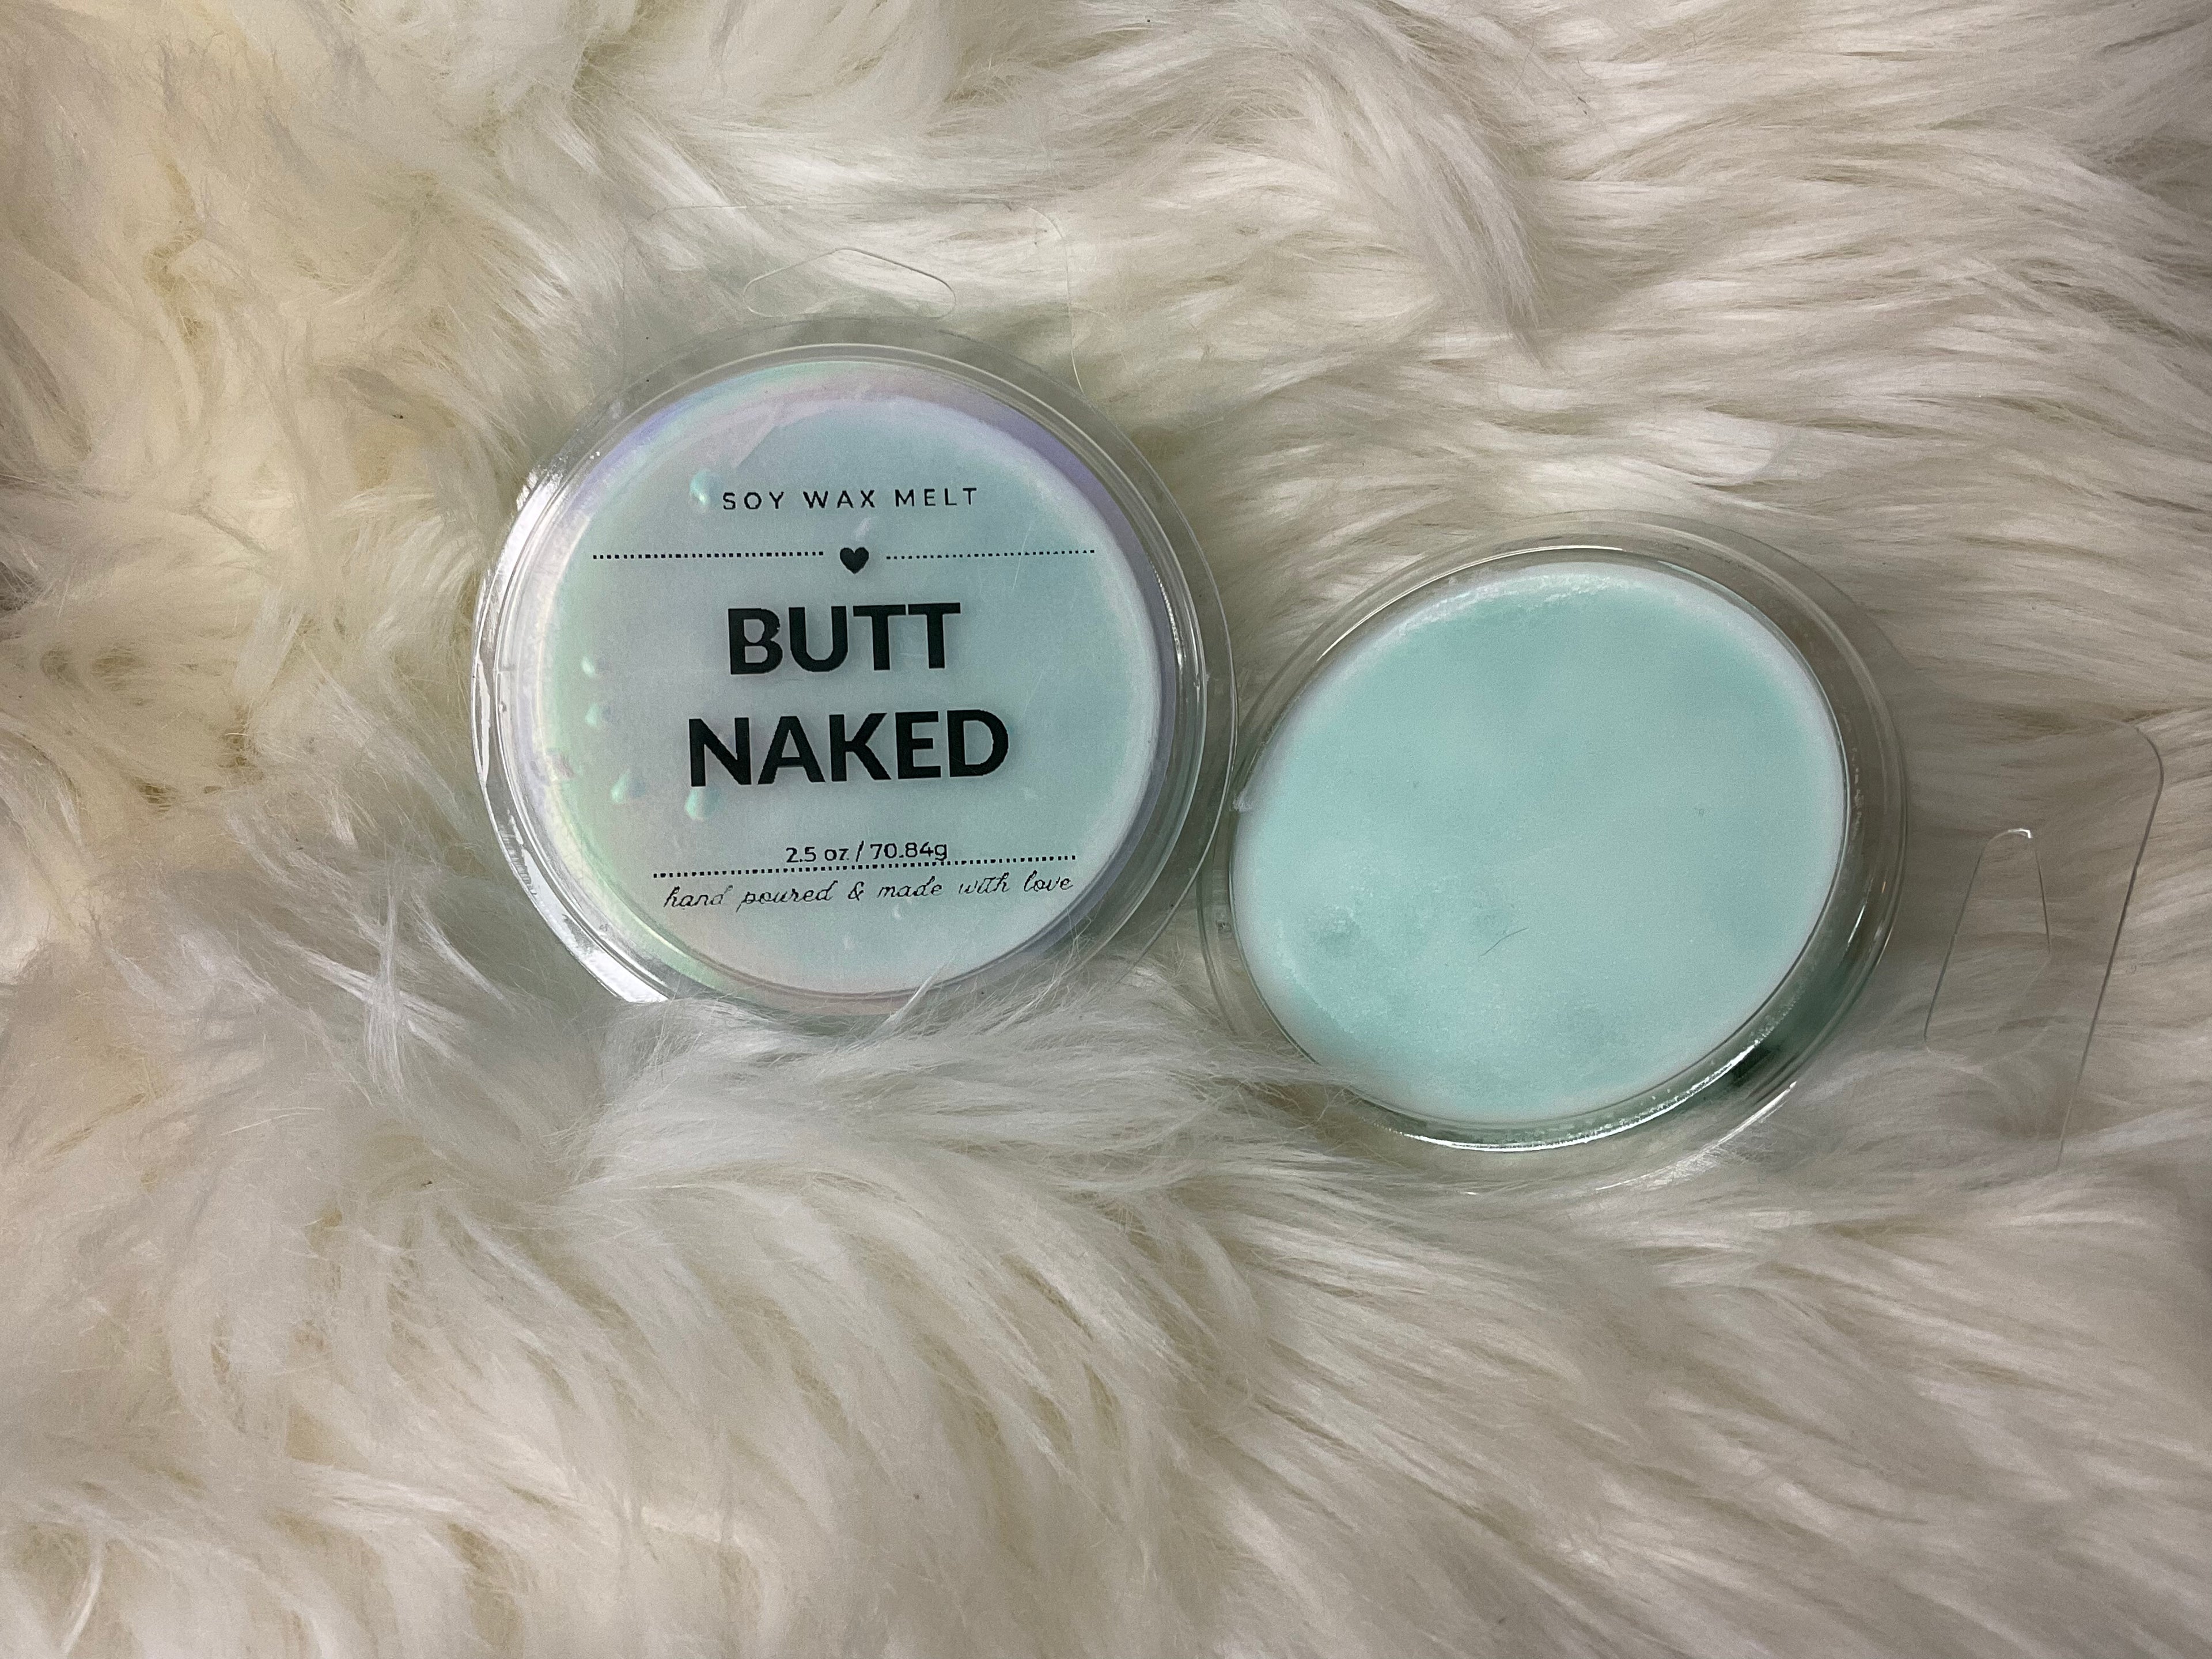 SOY WAX MELT
BUTT
NAKED
2.5 oz / 70.84g
hand poured & made with love